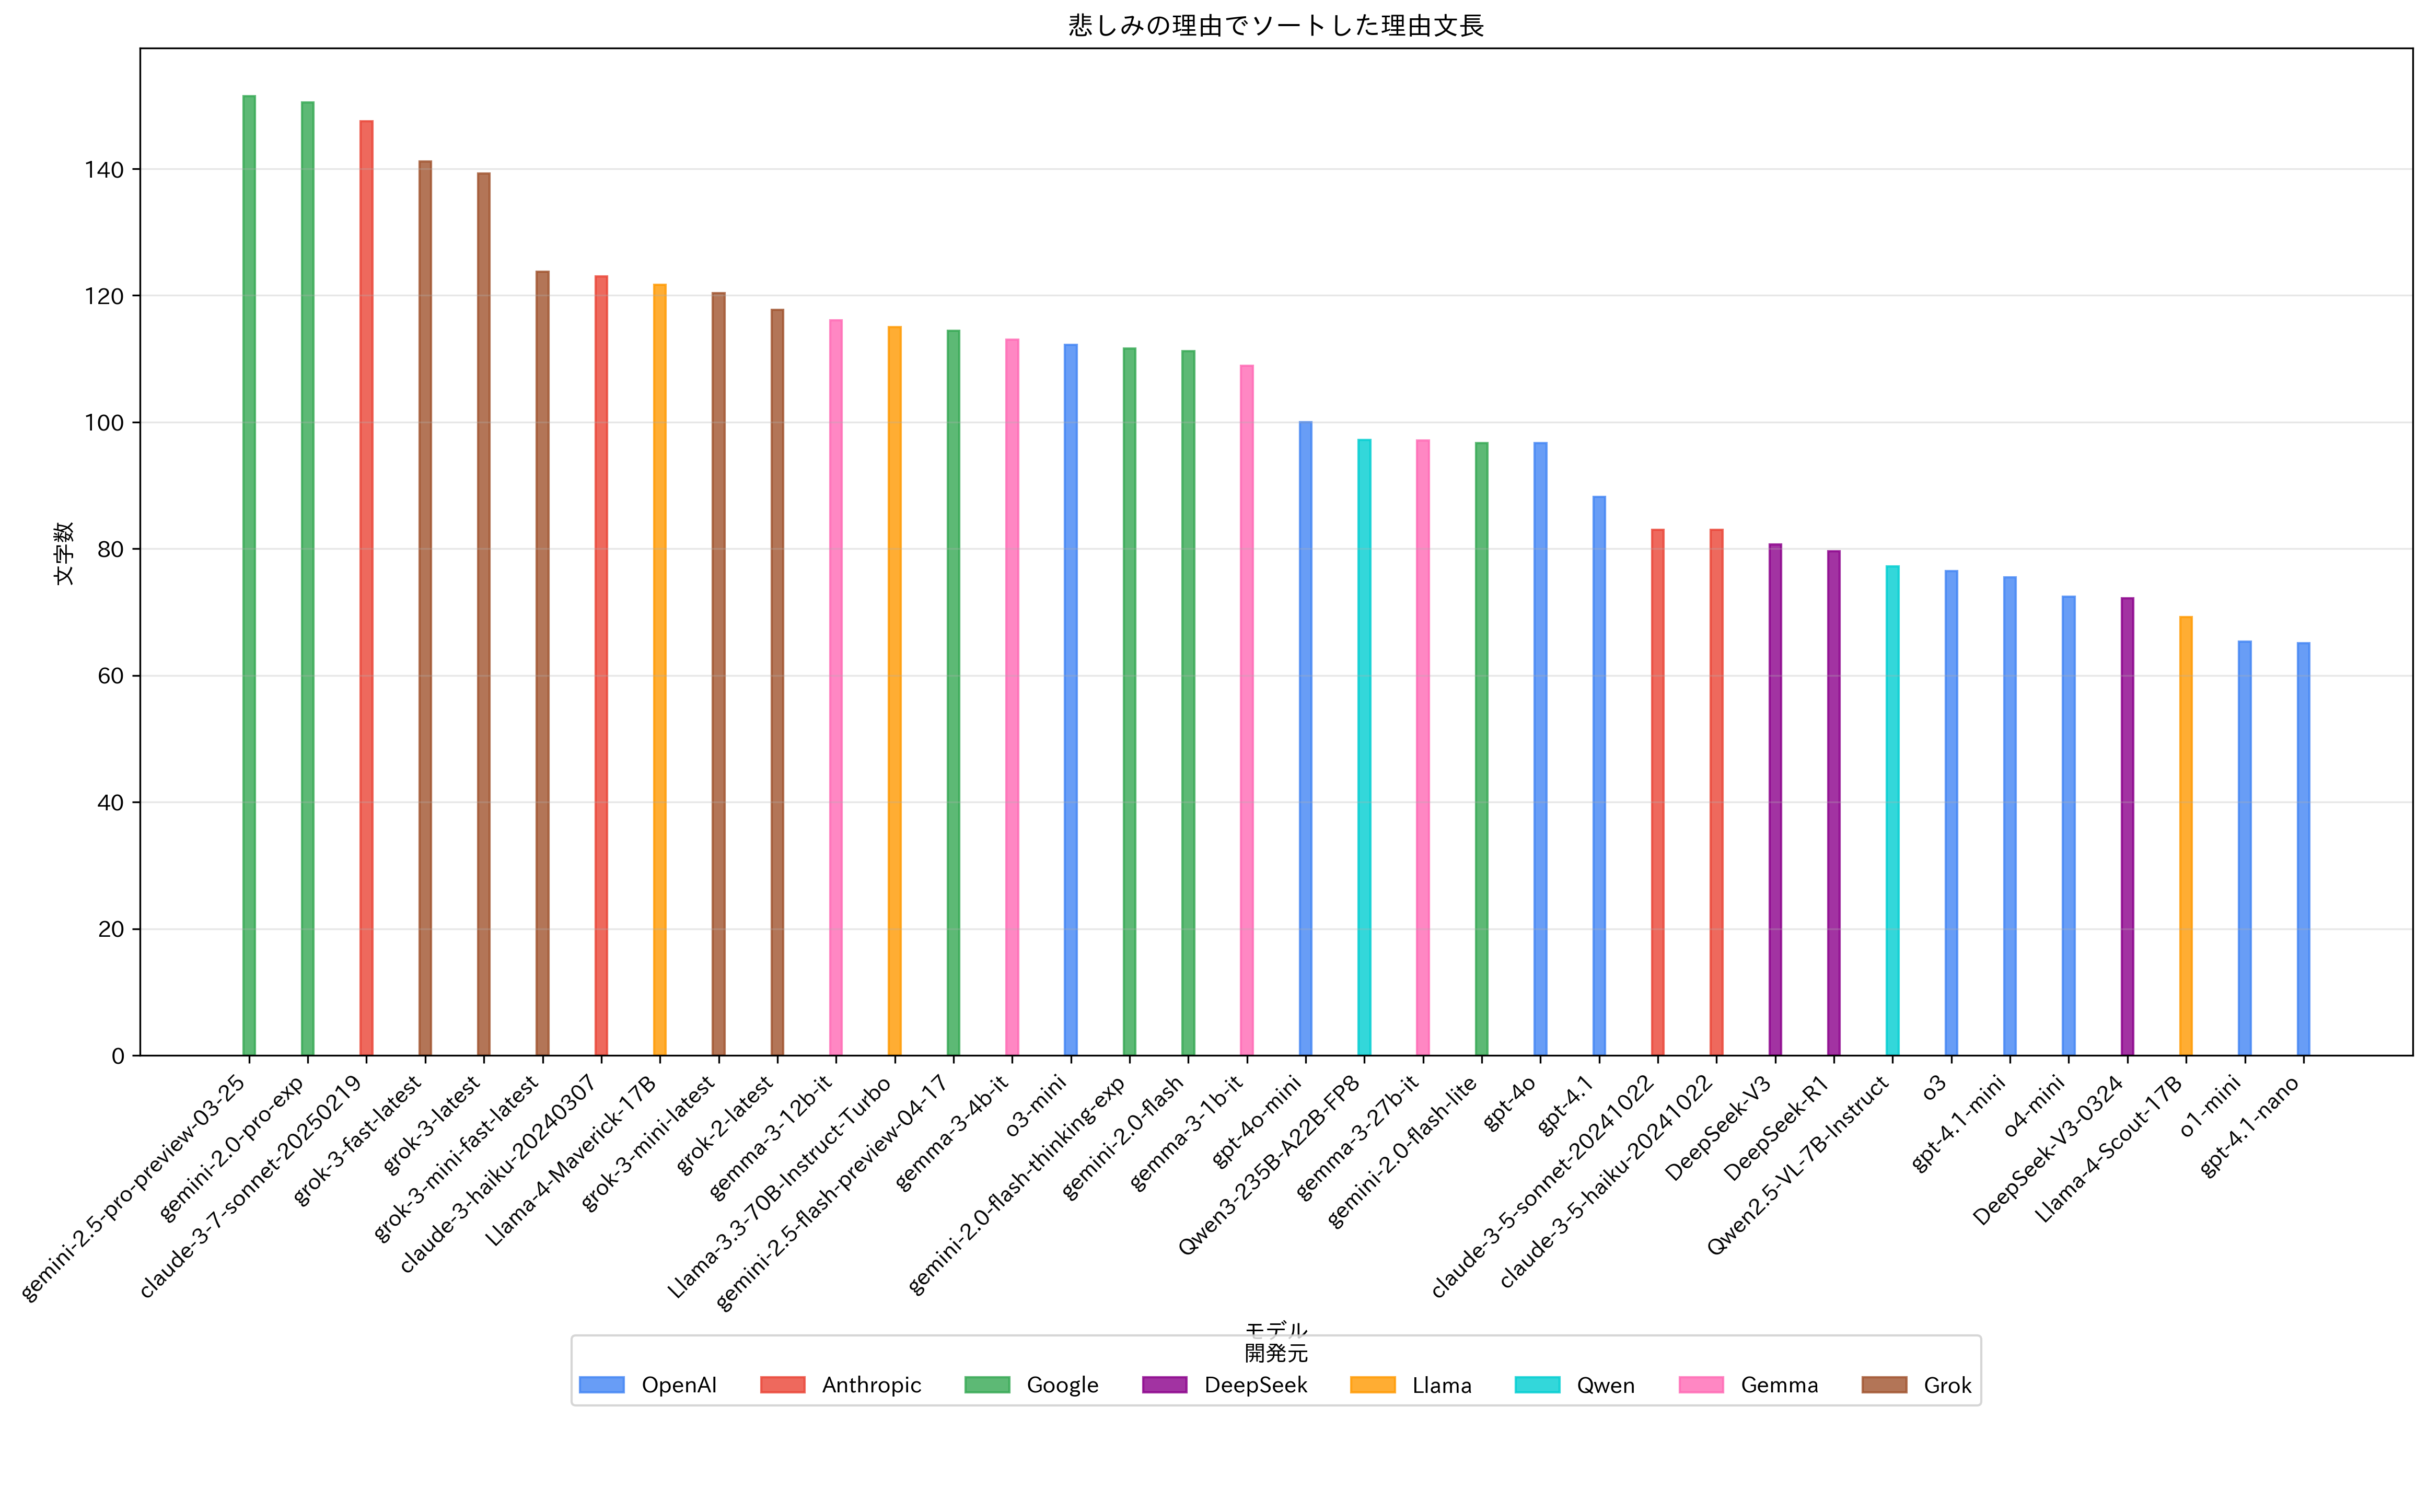 悲しみの理由でソートした理由文長
文字数
140
120
100
80
60
40
20
0
gemini-2.5-pro-preview-03-25
gemini-2.0-pro-exp
claude-3-7-sonnet-20250219
grok-3-fast-latest
grok-3-latest
grok-3-mini-fast-latest
claude-3-haiku-20240307
Llama-4-Maverick-17B
grok-3-mini-latest
grok-2-latest
gemma-3-12b-it
Llama-3.3-70B-Instruct-Turbo
gemini-2.5-flash-preview-04-17
gemma-3-4b-it
o3-mini
gemini-2.0-flash-thinking-exp
gemini-2.0-flash
gemma-3-1b-it
gpt-4o-mini
Qwen3-235B-A22B-FP8
gemma-3-27b-it
gemini-2.0-flash-lite
gpt-4o
gpt-4.1
claude-3-5-sonnet-20241022
claude-3-5-haiku-20241022
DeepSeek-V3
DeepSeek-R1
Qwen2.5-VL-7B-Instruct
o3
gpt-4.1-mini
o4-mini
DeepSeek-V3-0324
Llama-4-Scout-17B
o1-mini
gpt-4.1-nano
モデル
開発元
OpenAI Anthropic Google DeepSeek Llama Qwen Gemma Grok